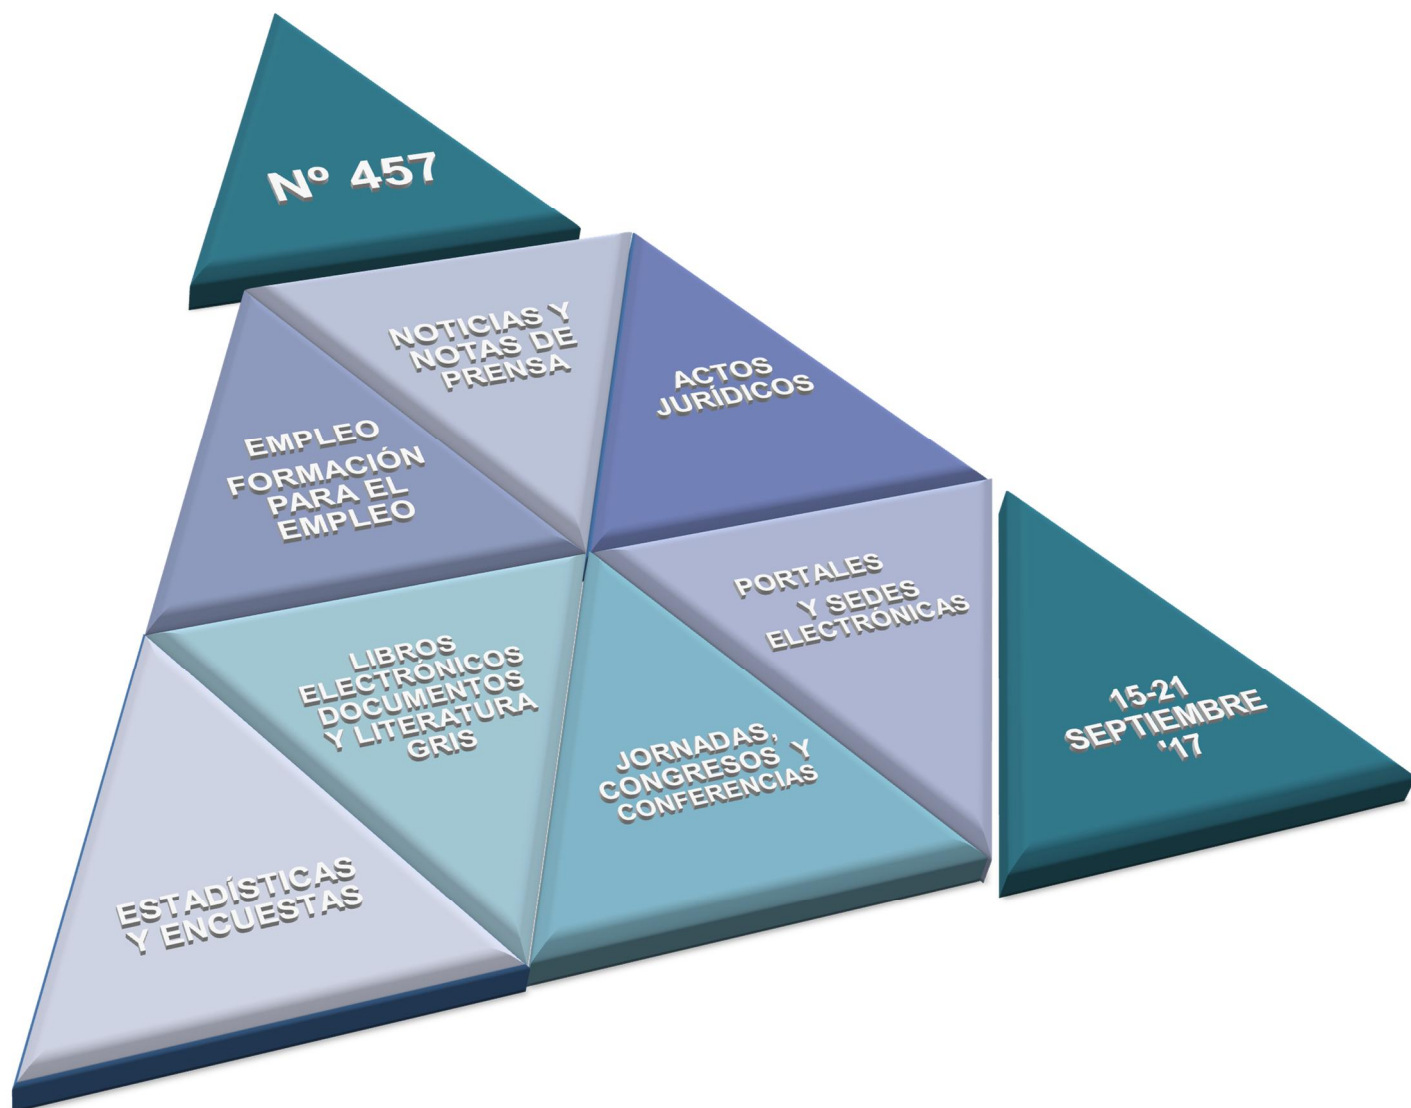 Nº 457
NOTICIAS Y
NOTAS DE
PRENSA
ACTOS
JURÍDICOS
EMPLEO
FORMACIÓN
PARA EL
EMPLEO
PORTALES
Y SEDES
ELECTRÓNICAS
LIBROS
ELECTRÓNICOS
DOCUMENTOS
Y LITERATURA
GRIS
JORNADAS,
CONGRESOS Y
CONFERENCIAS
15-21
SEPTIEMBRE
'17
ESTADÍSTICAS
Y ENCUESTAS